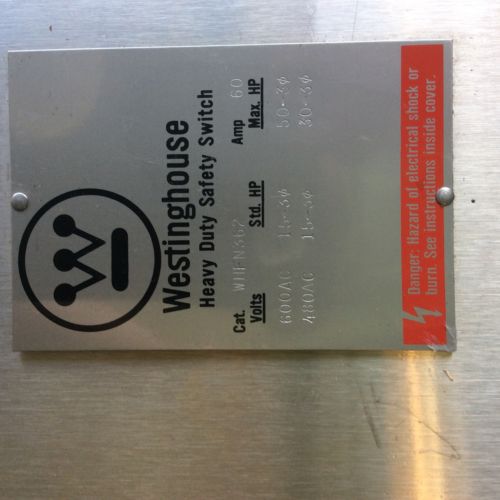 W
Westinghouse
Heavy Duty Safety Switch
Cat. WHFN362 Amp 60
Volts Std. HP Max. HP
600AC 15-3φ 50-3φ
480AC 15-3φ 30-3φ
Danger: Hazard of electrical shock or
burn. See instructions inside cover.